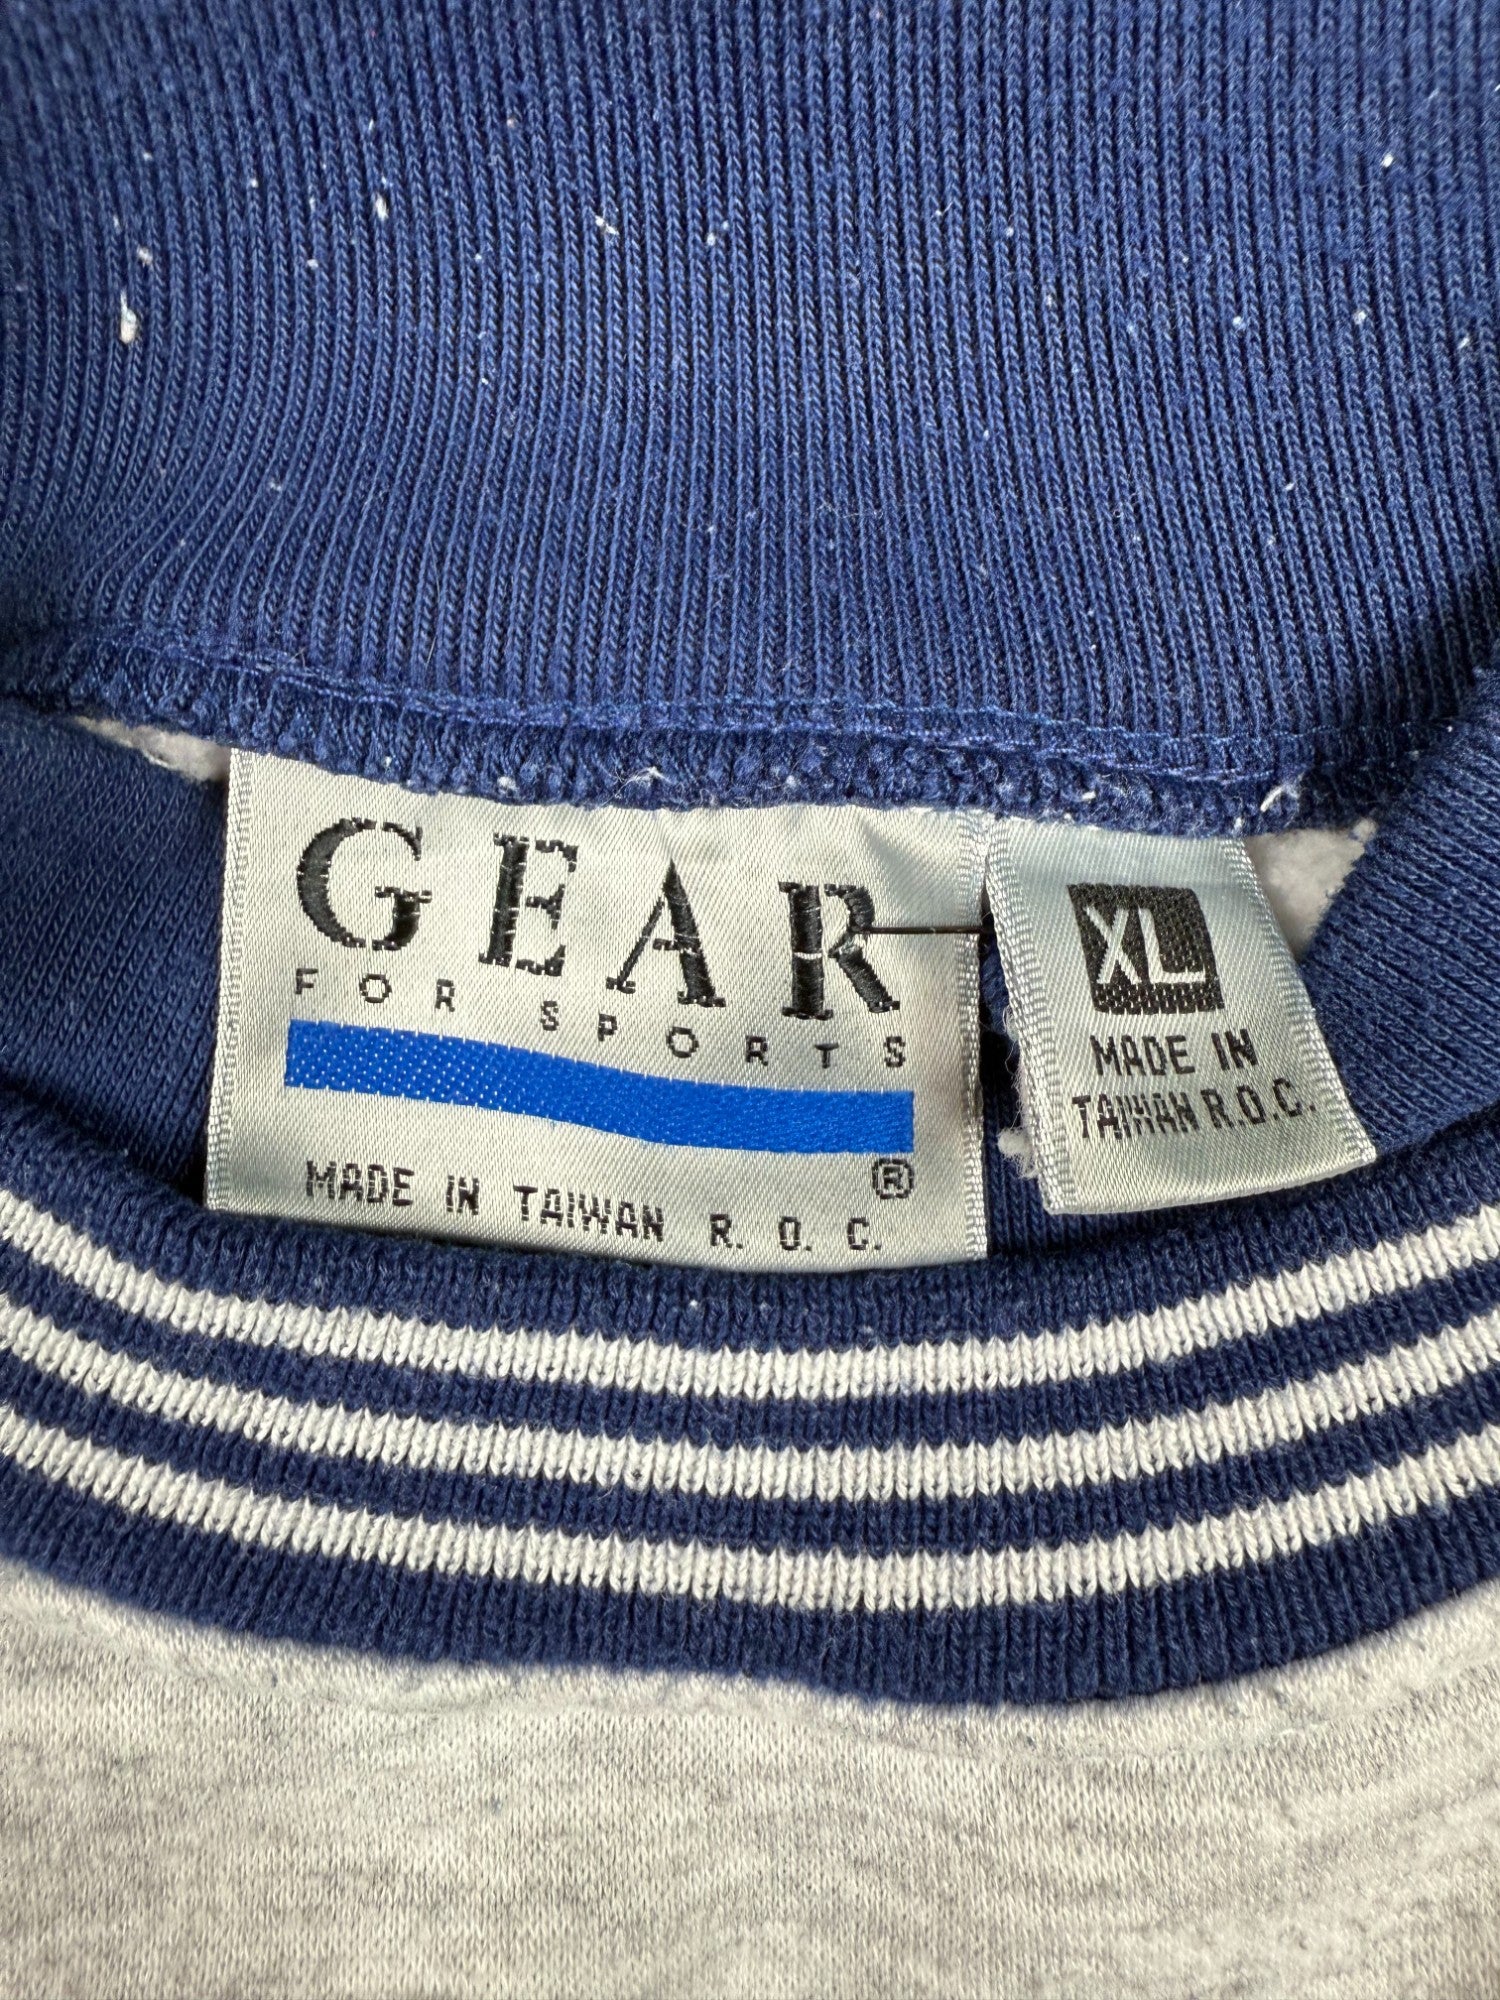 GEAR
FOR SPORTS
®
MADE IN TAIWAN R. O. C.
XL
MADE IN
TAIWAN R.O.C.